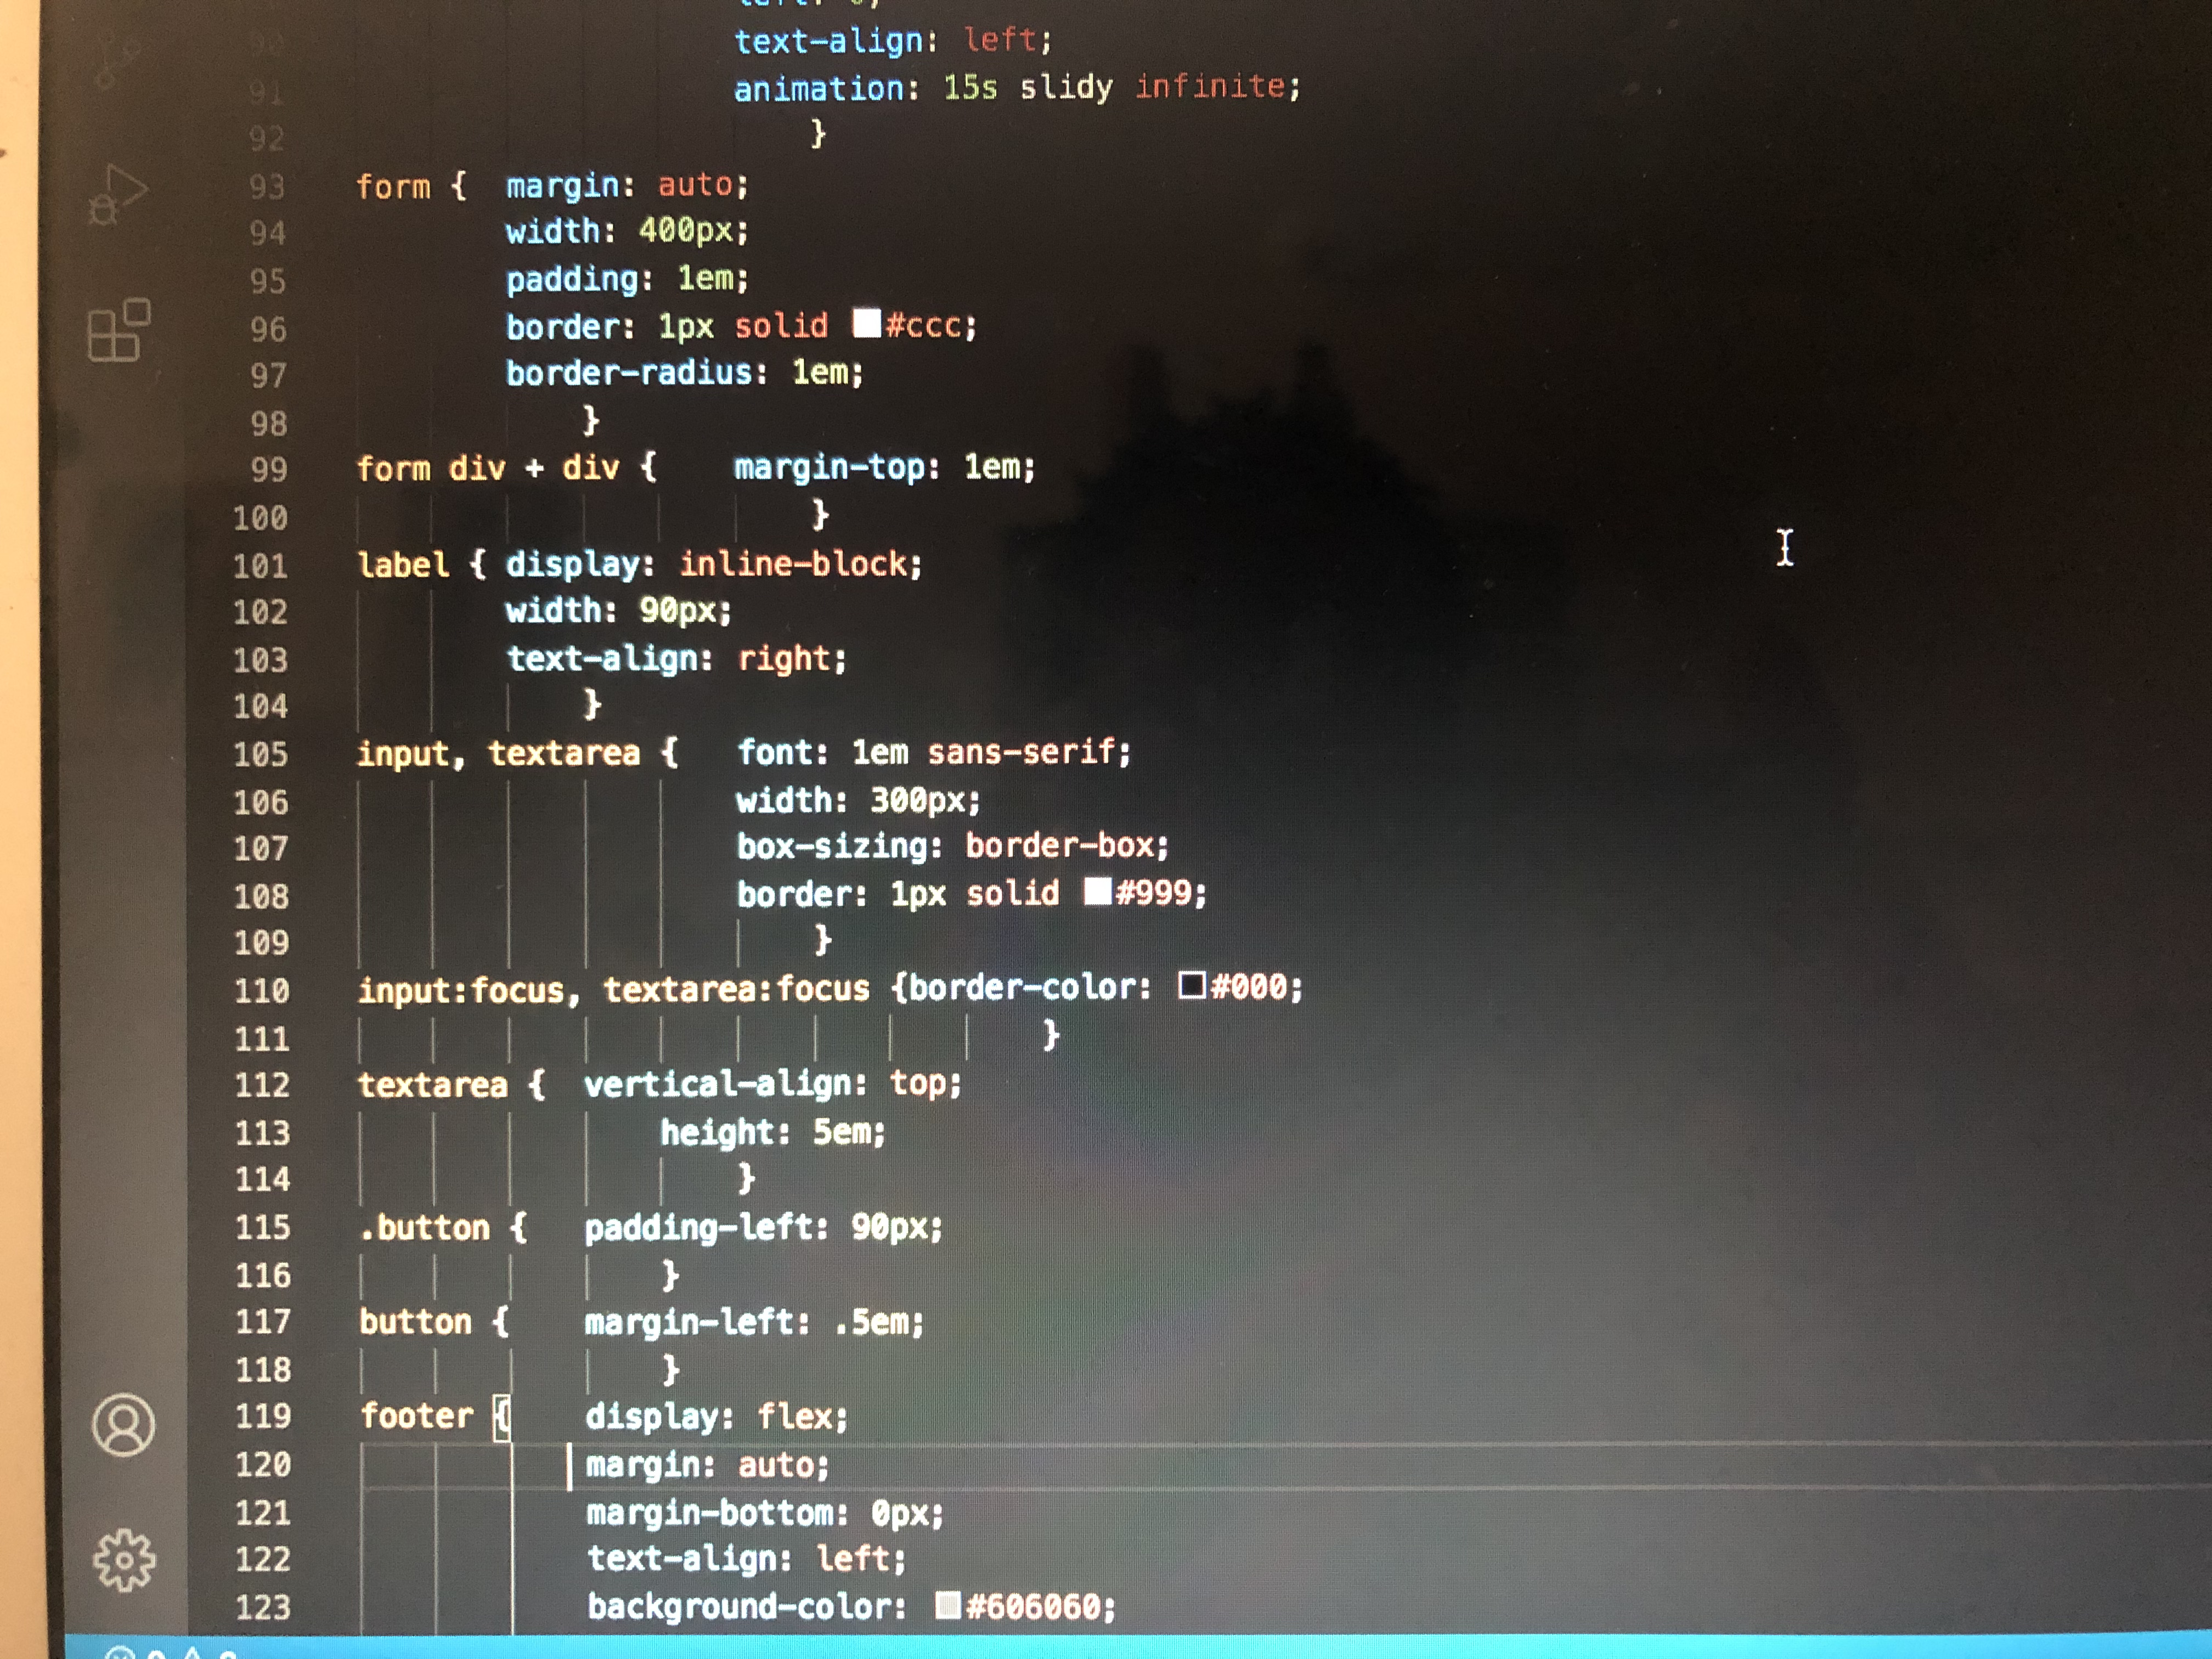 90 text-align: left;
91 animation: 15s slidy infinite;
92 }
93 form { margin: auto;
94 width: 400px;
95 padding: 1em;
96 border: 1px solid #ccc;
97 border-radius: 1em;
98 }
99 form div + div { margin-top: 1em;
100 }
101 label { display: inline-block;
102 width: 90px;
103 text-align: right;
104 }
105 input, textarea { font: 1em sans-serif;
106 width: 300px;
107 box-sizing: border-box;
108 border: 1px solid #999;
109 }
110 input:focus, textarea:focus {border-color: #000;
111 }
112 textarea { vertical-align: top;
113 height: 5em;
114 }
115 .button { padding-left: 90px;
116 }
117 button { margin-left: .5em;
118 }
119 footer { display: flex;
120 margin: auto;
121 margin-bottom: 0px;
122 text-align: left;
123 background-color: #606060;